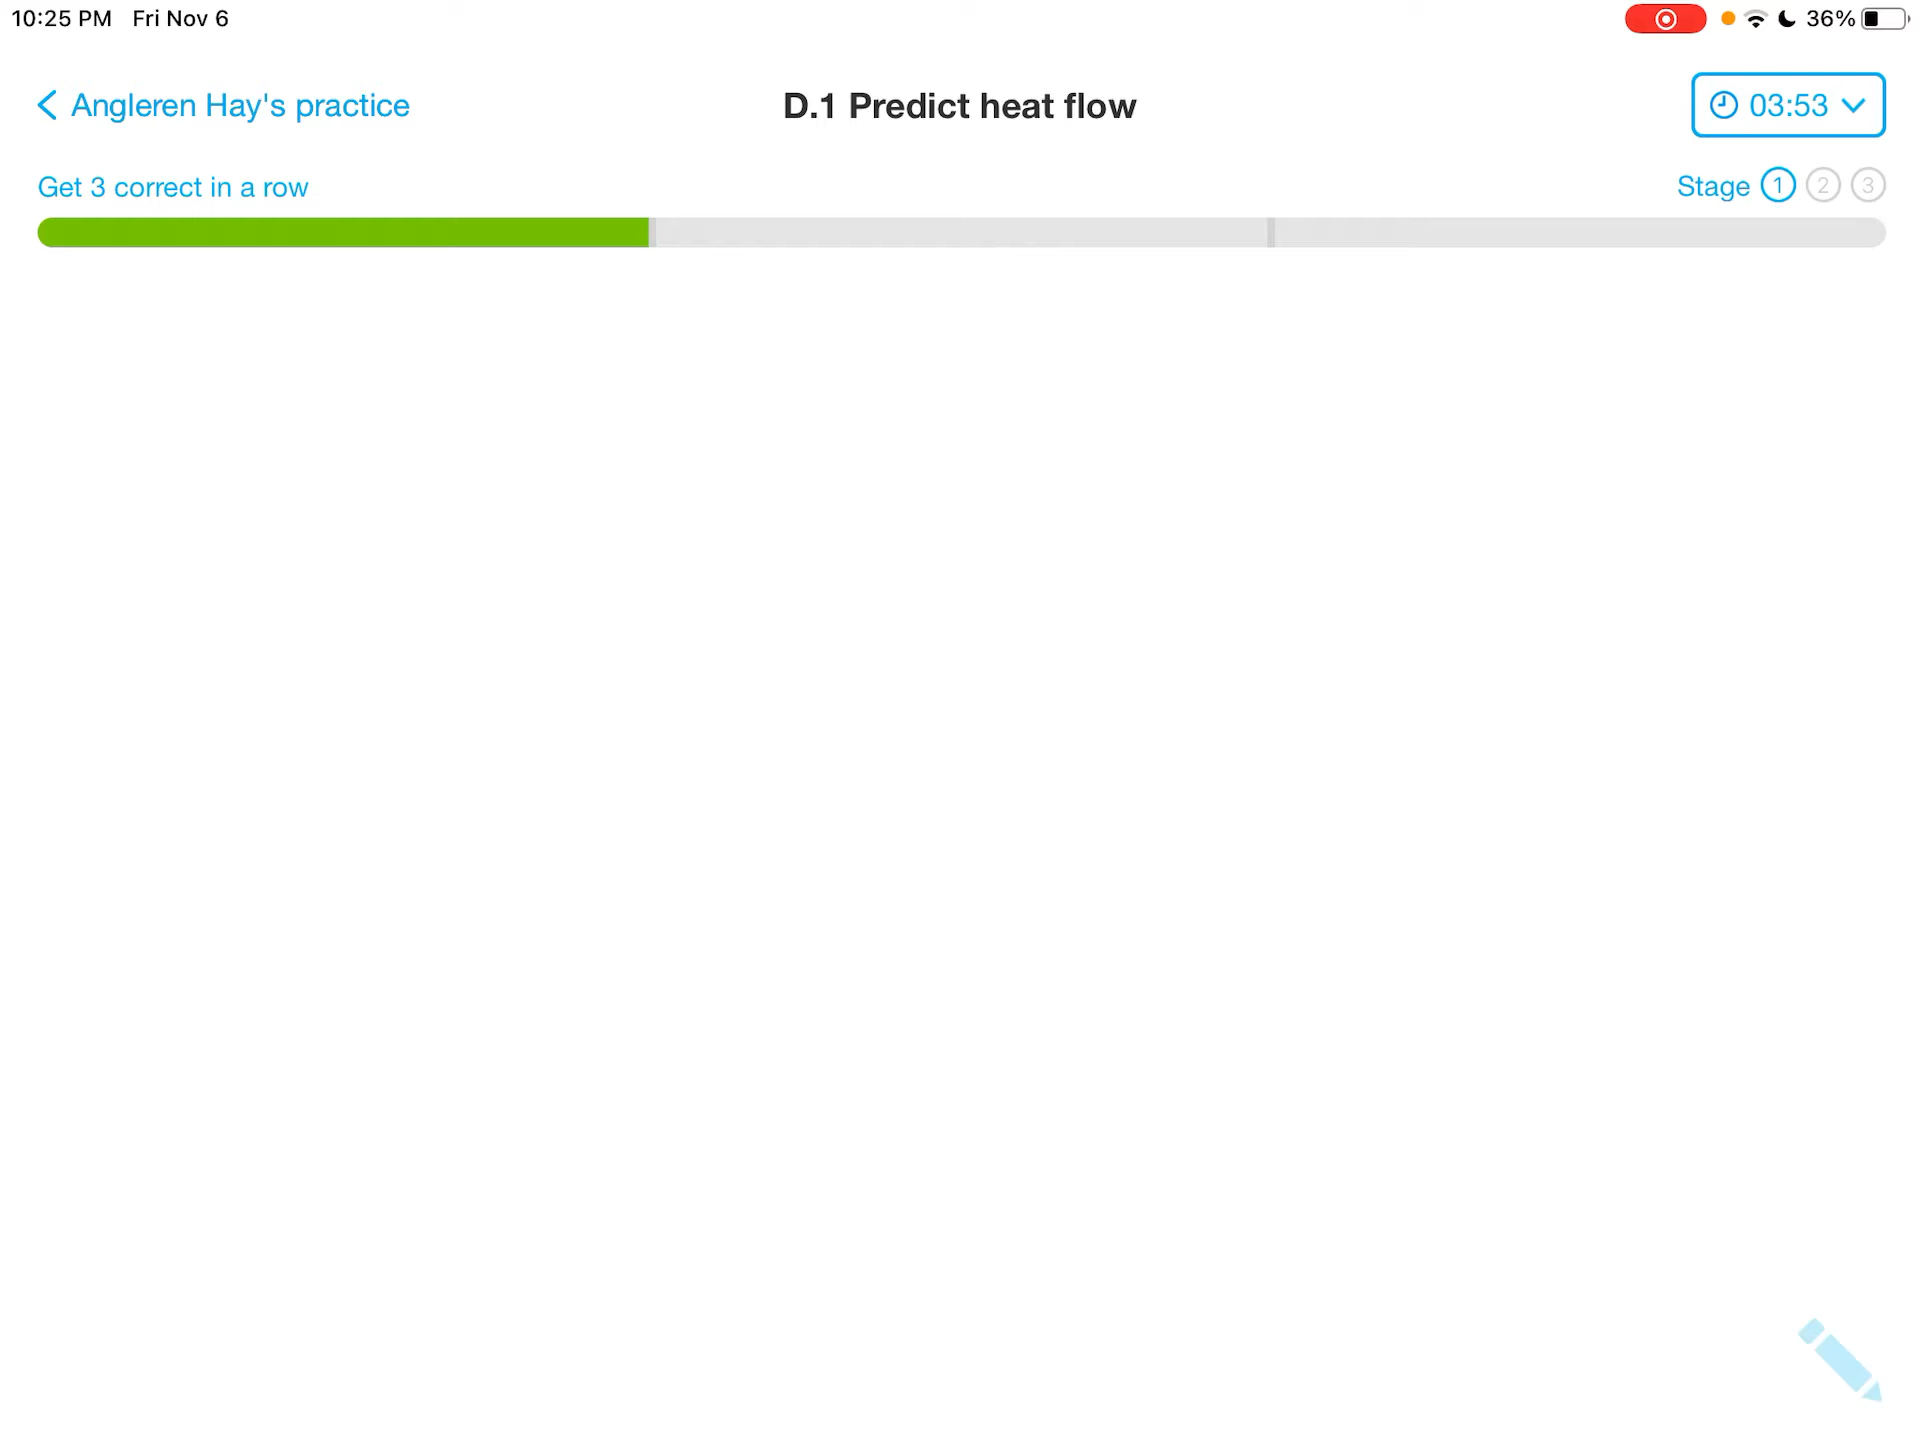 10:25 PM Fri Nov 6 36%
Angleren Hay's practice D.1 Predict heat flow 03:53
Get 3 correct in a row Stage 1 2 3